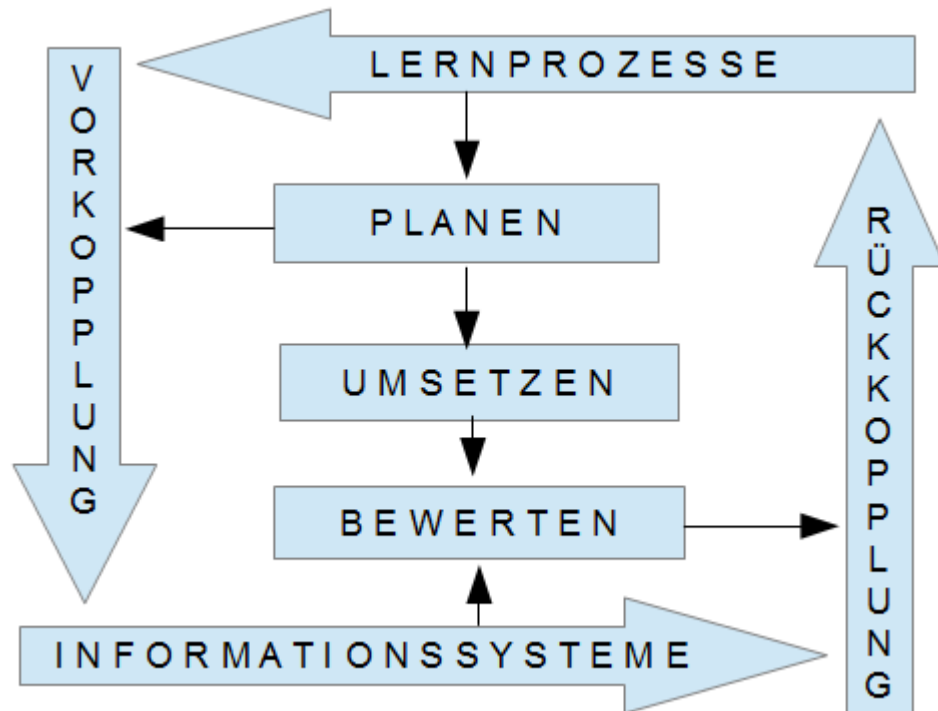 LERNPROZESSE
VORKOPPLUNG
PLANEN
RÜCKKOPPLUNG
UMSETZEN
BEWERTEN
INFORMATIONSSYSTEME